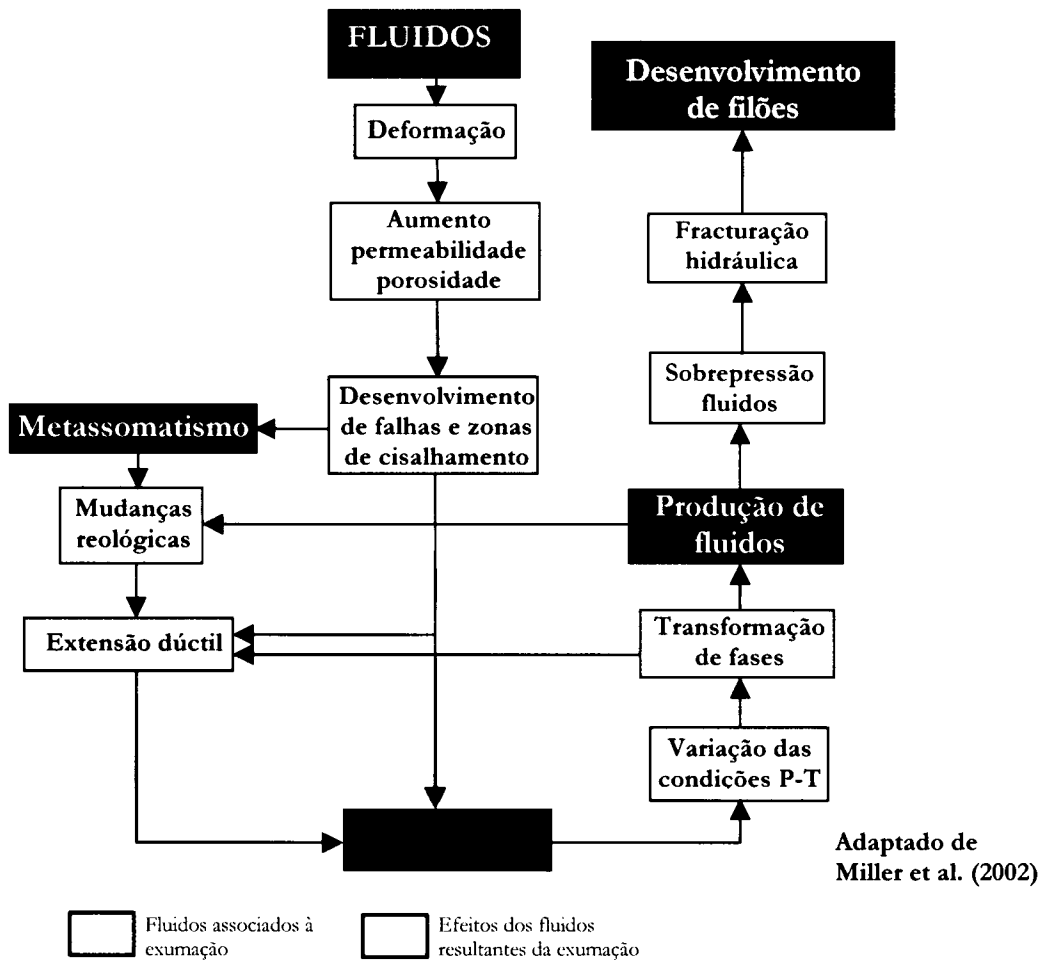 FLUIDOS
Deformação
Aumento
permeabilidade
porosidade
Desenvolvimento
de falhas e zonas
de cisalhamento
Metassomatismo
Mudanças
reológicas
Extensão dúctil
Desenvolvimento
de filões
Fracturação
hidráulica
Sobrepressão
fluidos
Produção de
fluidos
Transformação
de fases
Variação das
condições P-T
Adaptado de
Miller et al. (2002)
Fluidos associados à
exumação
Efeitos dos fluidos
resultantes da exumação